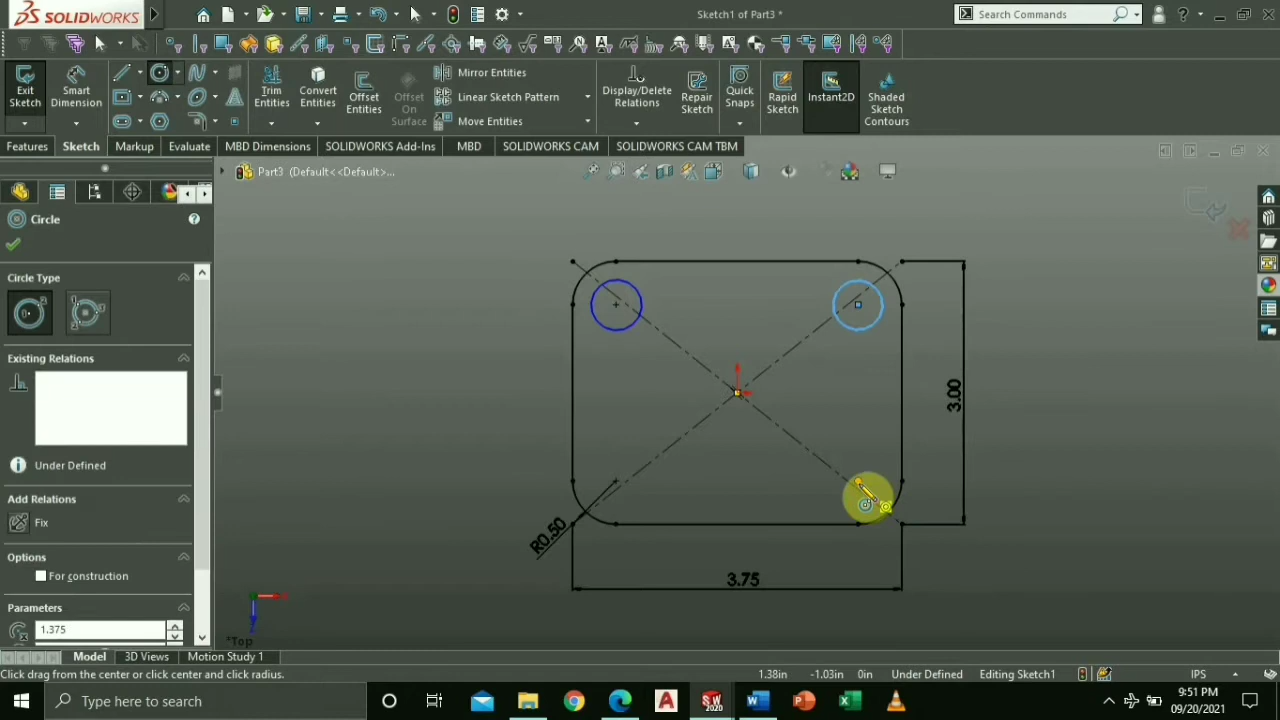 SOLIDWORKS
Sketch1 of Part3 *
Search Commands
Exit Sketch
Smart Dimension
Trim Entities
Convert Entities
Offset Entities
Offset On Surface
Mirror Entities
Linear Sketch Pattern
Move Entities
Display/Delete Relations
Repair Sketch
Quick Snaps
Rapid Sketch
Instant2D
Shaded Sketch Contours
Features Sketch Markup Evaluate MBD Dimensions SOLIDWORKS Add-Ins MBD SOLIDWORKS CAM SOLIDWORKS CAM TBM
Part3 (Default<<Default>...
Circle
Circle Type
Existing Relations
Under Defined
Add Relations
Fix
Options
For construction
Parameters
1.375
3.00
R0.50
3.75
*Top
Model 3D Views Motion Study 1
Click drag from the center or click center and click radius. 1.38in -1.03in 0in Under Defined Editing Sketch1 IPS
Type here to search
9:51 PM
09/20/2021